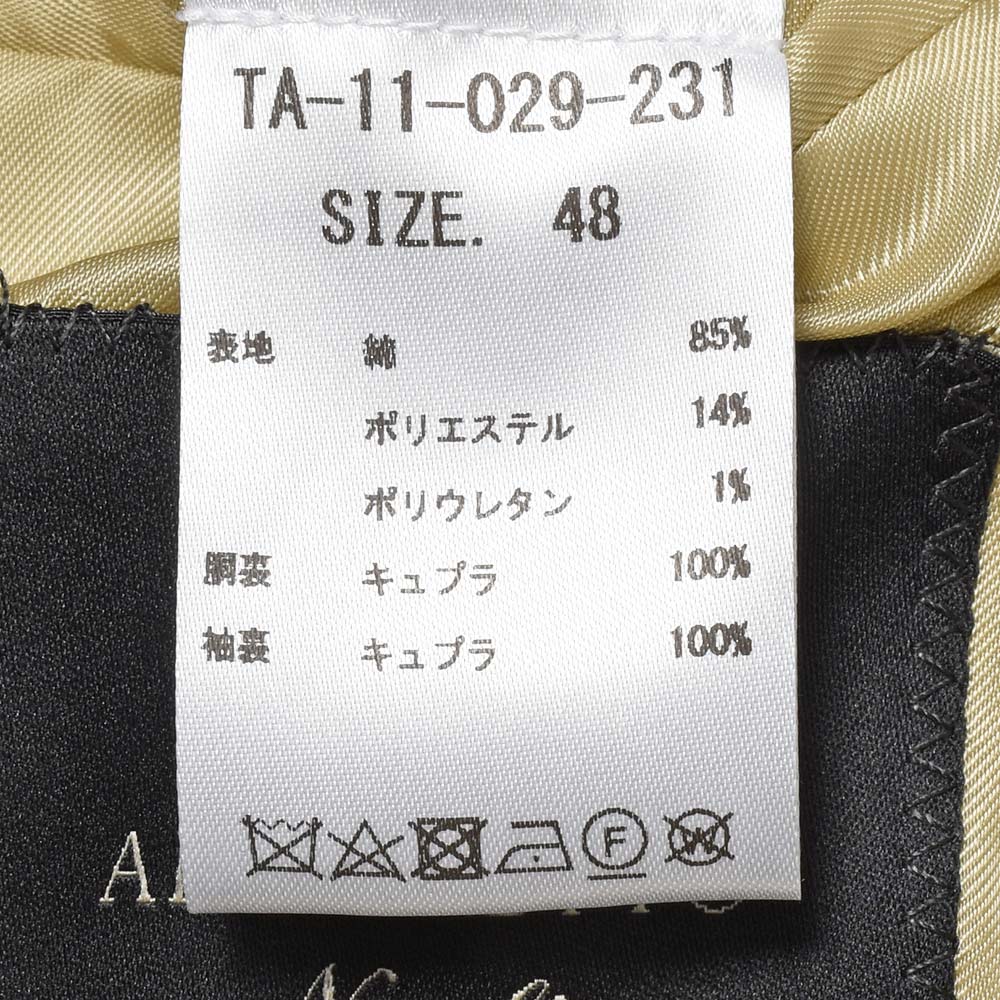 TA-11-029-231
SIZE. 48
表地 綿 85%
ポリエステル 14%
ポリウレタン 1%
胴裏 キュプラ 100%
袖裏 キュプラ 100%
F
W